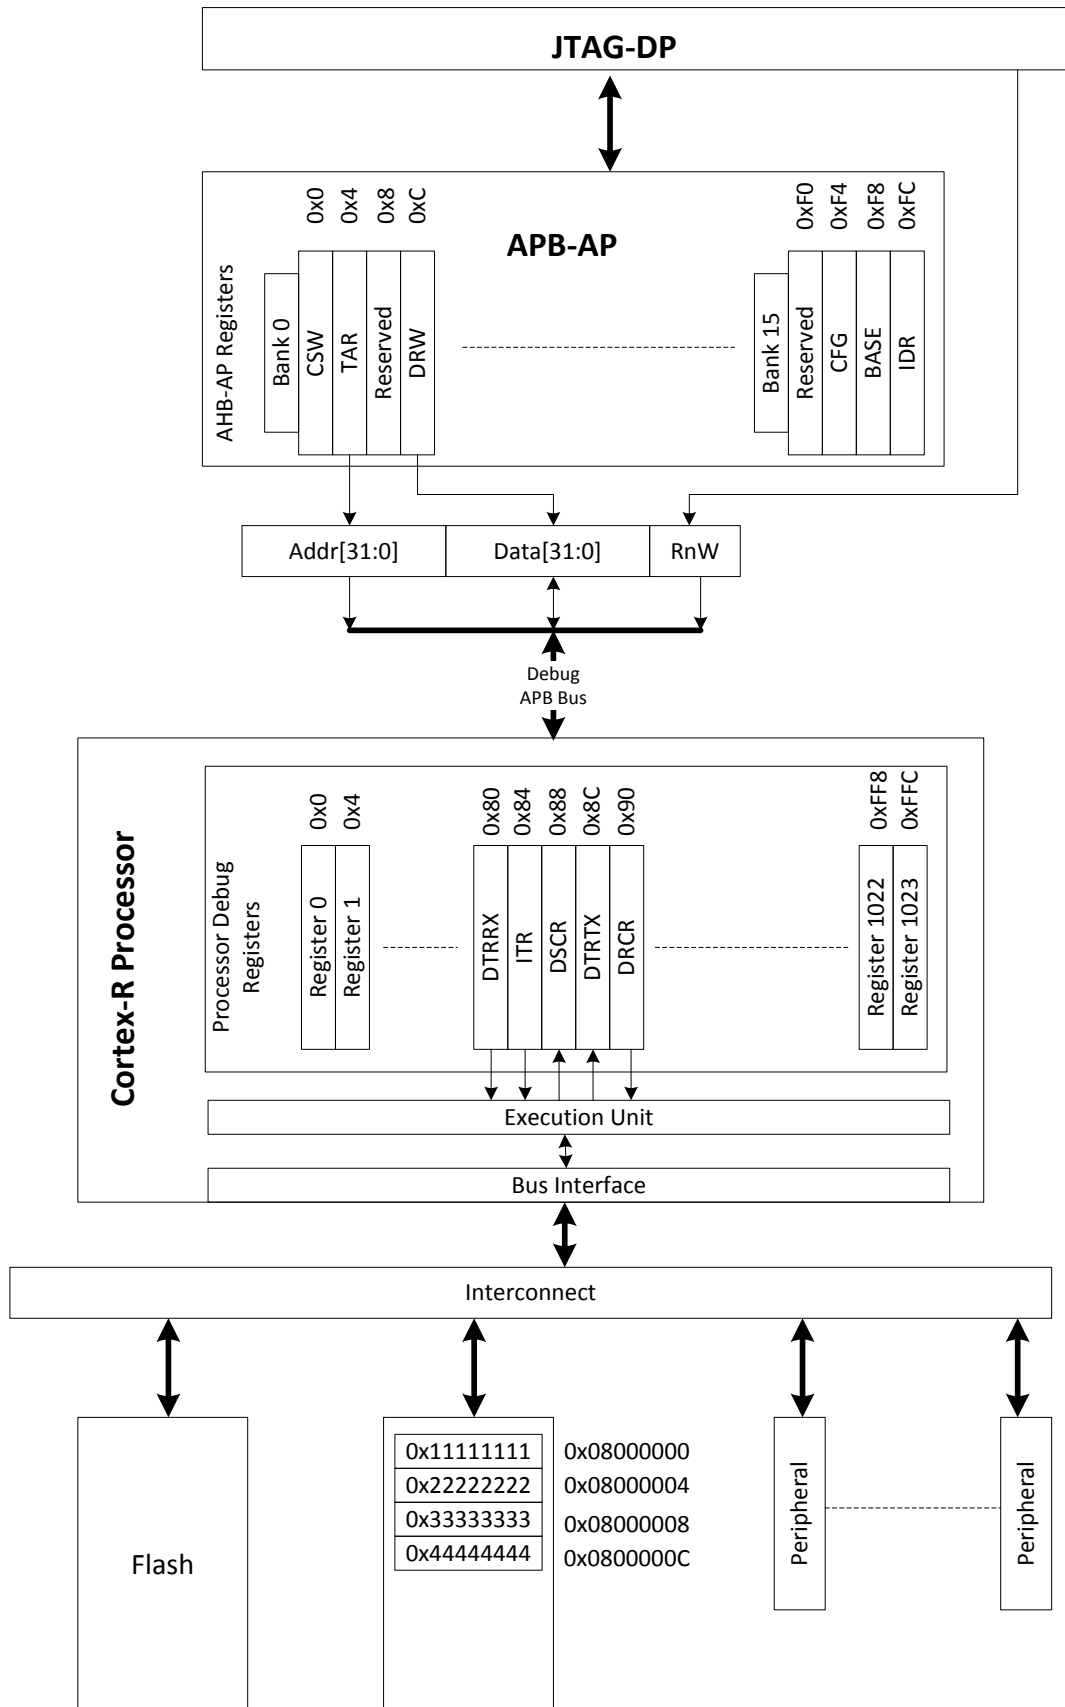 JTAG-DP
0x0
0x4
0x8
0xC
0xF0
0xF4
0xF8
0xFC
APB-AP
AHB-AP Registers
Bank 0
CSW
TAR
Reserved
DRW
Bank 15
Reserved
CFG
BASE
IDR
Addr[31:0]
Data[31:0]
RnW
Debug
APB Bus
Cortex-R Processor
Processor Debug
Registers
0x0
0x4
0x80
0x84
0x88
0x8C
0x90
0xFF8
0xFFC
Register 0
Register 1
DTRRX
ITR
DSCR
DTRTX
DRCR
Register 1022
Register 1023
Execution Unit
Bus Interface
Interconnect
Flash
0x11111111
0x08000000
0x22222222
0x08000004
0x33333333
0x08000008
0x44444444
0x0800000C
Peripheral
Peripheral